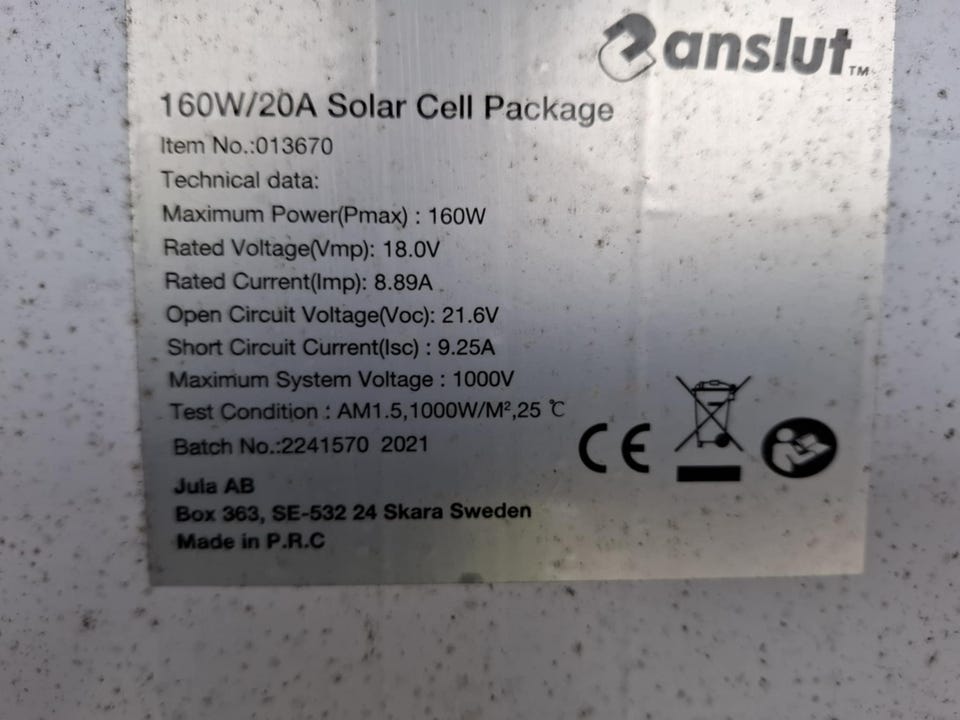 anslut™
160W/20A Solar Cell Package
Item No.:013670
Technical data:
Maximum Power(Pmax) : 160W
Rated Voltage(Vmp): 18.0V
Rated Current(Imp): 8.89A
Open Circuit Voltage(Voc): 21.6V
Short Circuit Current(Isc) : 9.25A
Maximum System Voltage : 1000V
Test Condition : AM1.5,1000W/M²,25 ℃
Batch No.:2241570 2021
CE
Jula AB
Box 363, SE-532 24 Skara Sweden
Made in P.R.C